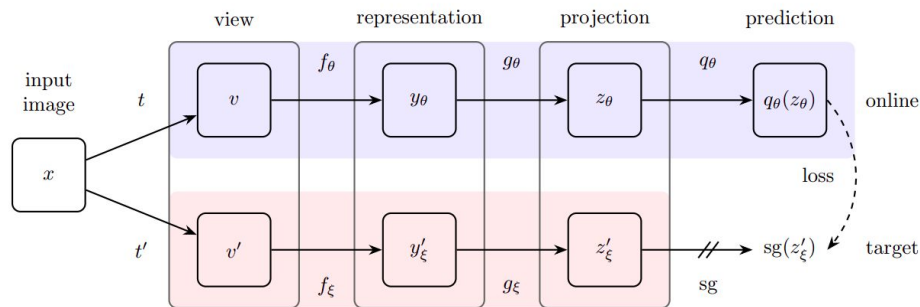 view representation projection prediction
input
image
t f_θ g_θ q_θ
v y_θ z_θ q_θ(z_θ) online
x
loss
t′ v′ y′_ξ z′_ξ sg(z′_ξ) target
f_ξ g_ξ sg